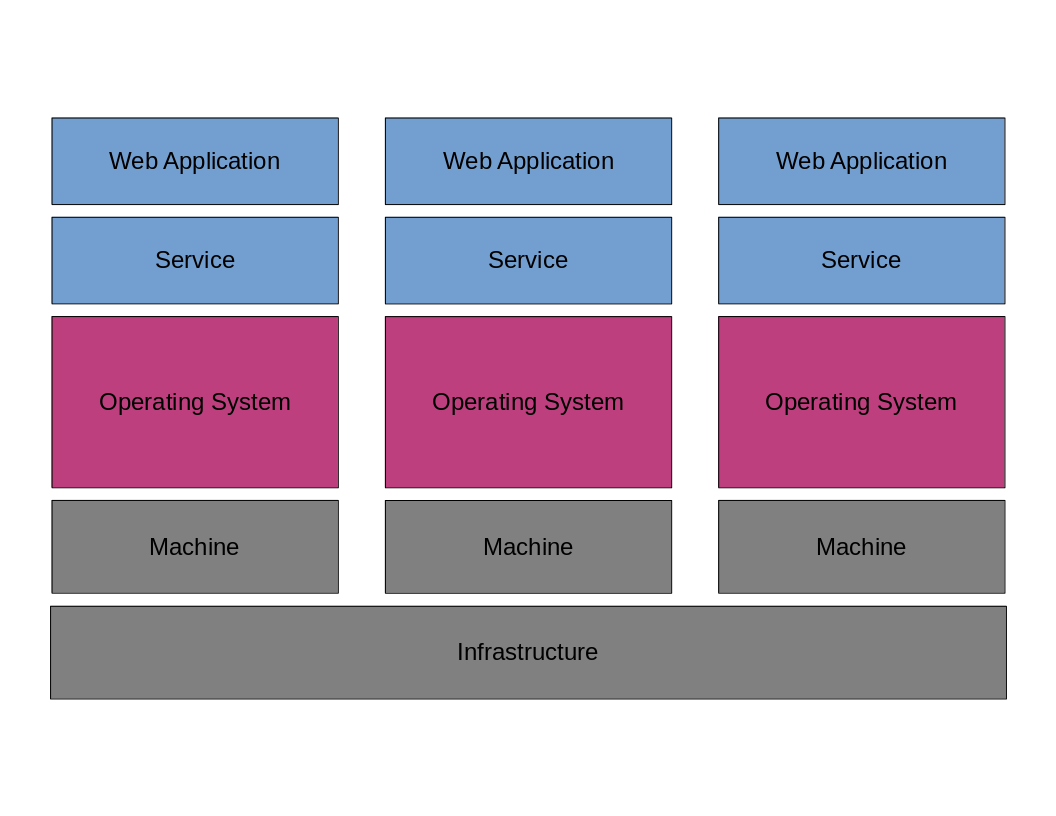 Web Application
Web Application
Web Application
Service
Service
Service
Operating System
Operating System
Operating System
Machine
Machine
Machine
Infrastructure